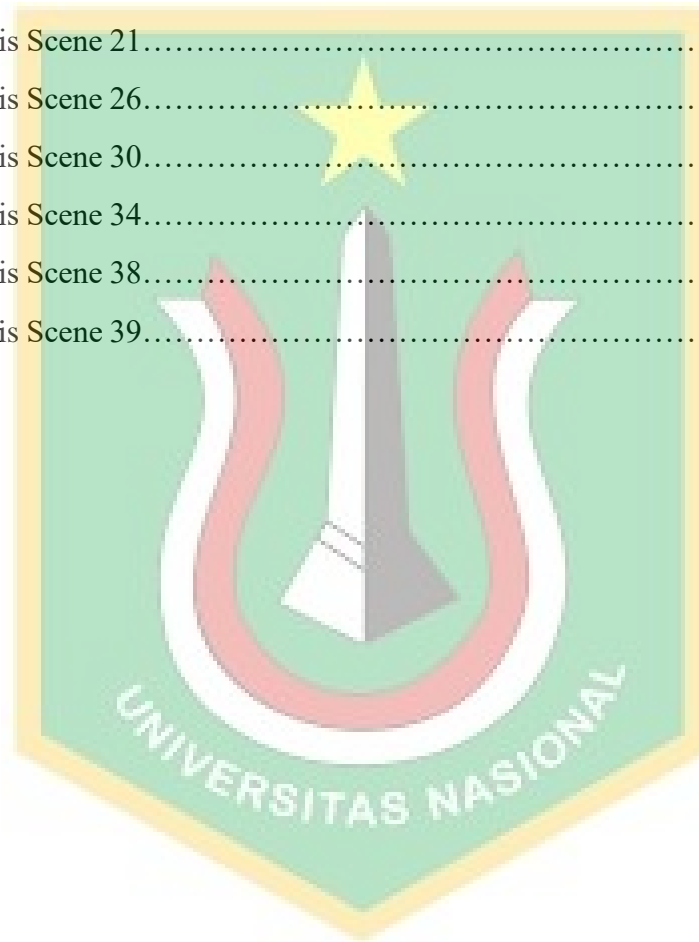 is Scene 21..........................................................
is Scene 26..........................................................
is Scene 30..........................................................
is Scene 34..........................................................
is Scene 38..........................................................
is Scene 39..........................................................
UNIVERSITAS NASIONAL